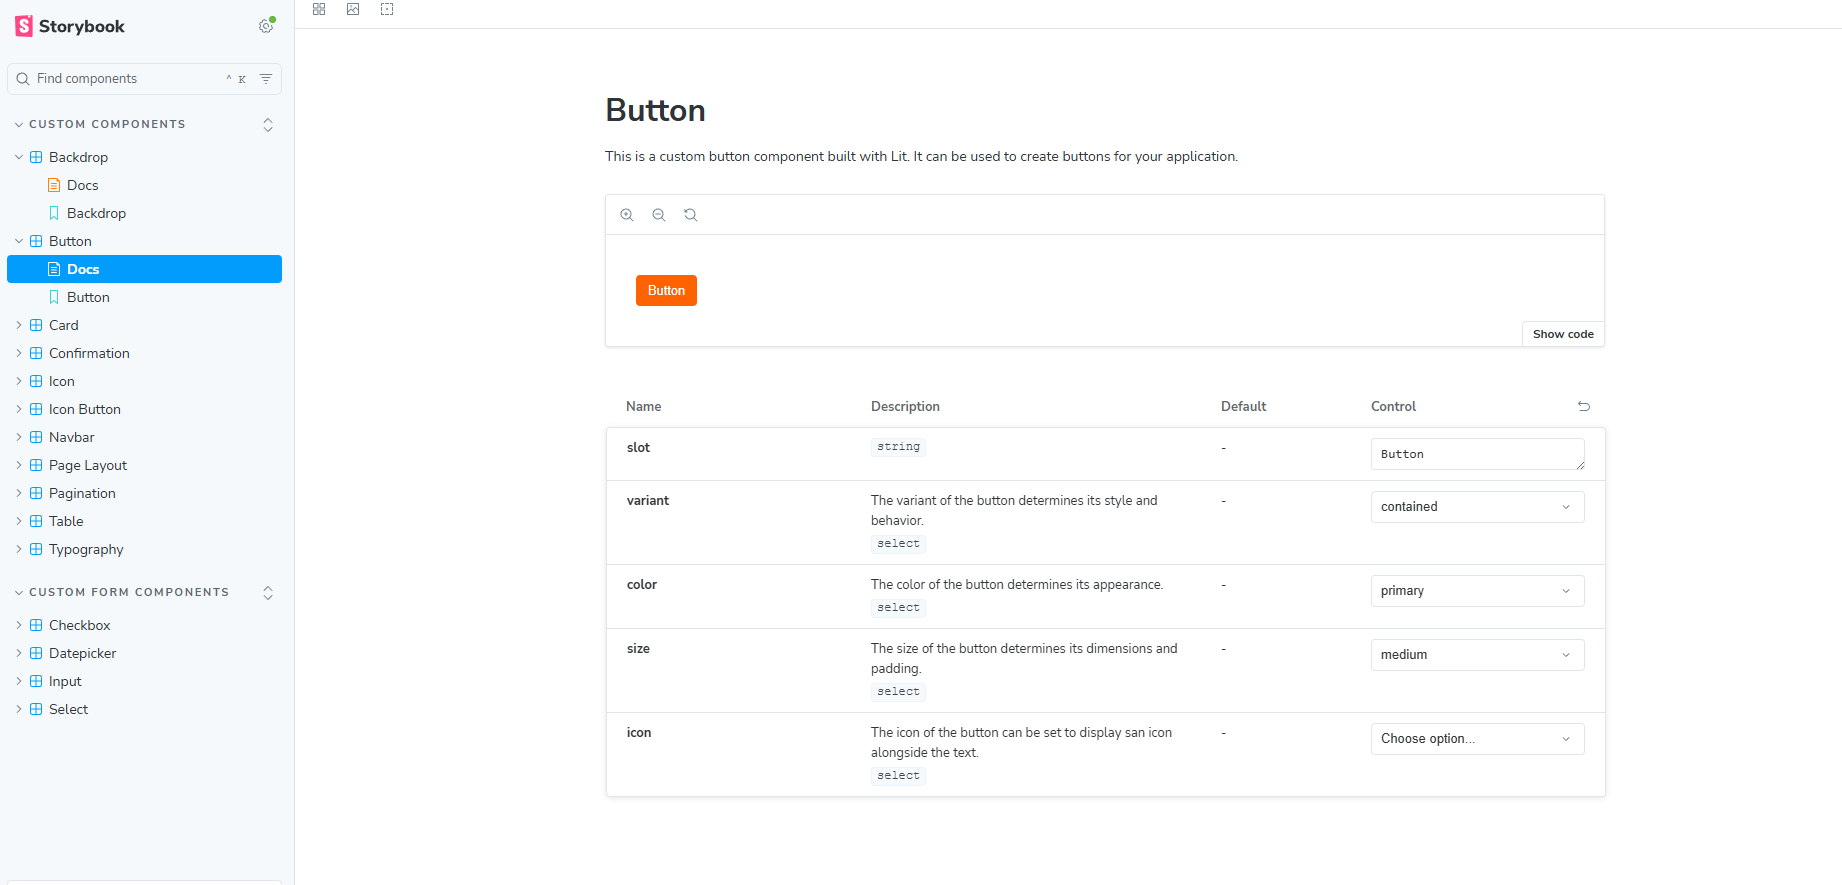 Storybook
Find components
^ K
CUSTOM COMPONENTS
Backdrop
Docs
Backdrop
Button
Docs
Button
Card
Confirmation
Icon
Icon Button
Navbar
Page Layout
Pagination
Table
Typography
CUSTOM FORM COMPONENTS
Checkbox
Datepicker
Input
Select
Button
This is a custom button component built with Lit. It can be used to create buttons for your application.
Button
Show code
Name Description Default Control
slot string - Button
variant The variant of the button determines its style and - contained
behavior.
select
color The color of the button determines its appearance. - primary
select
size The size of the button determines its dimensions and - medium
padding.
select
icon The icon of the button can be set to display san icon - Choose option...
alongside the text.
select